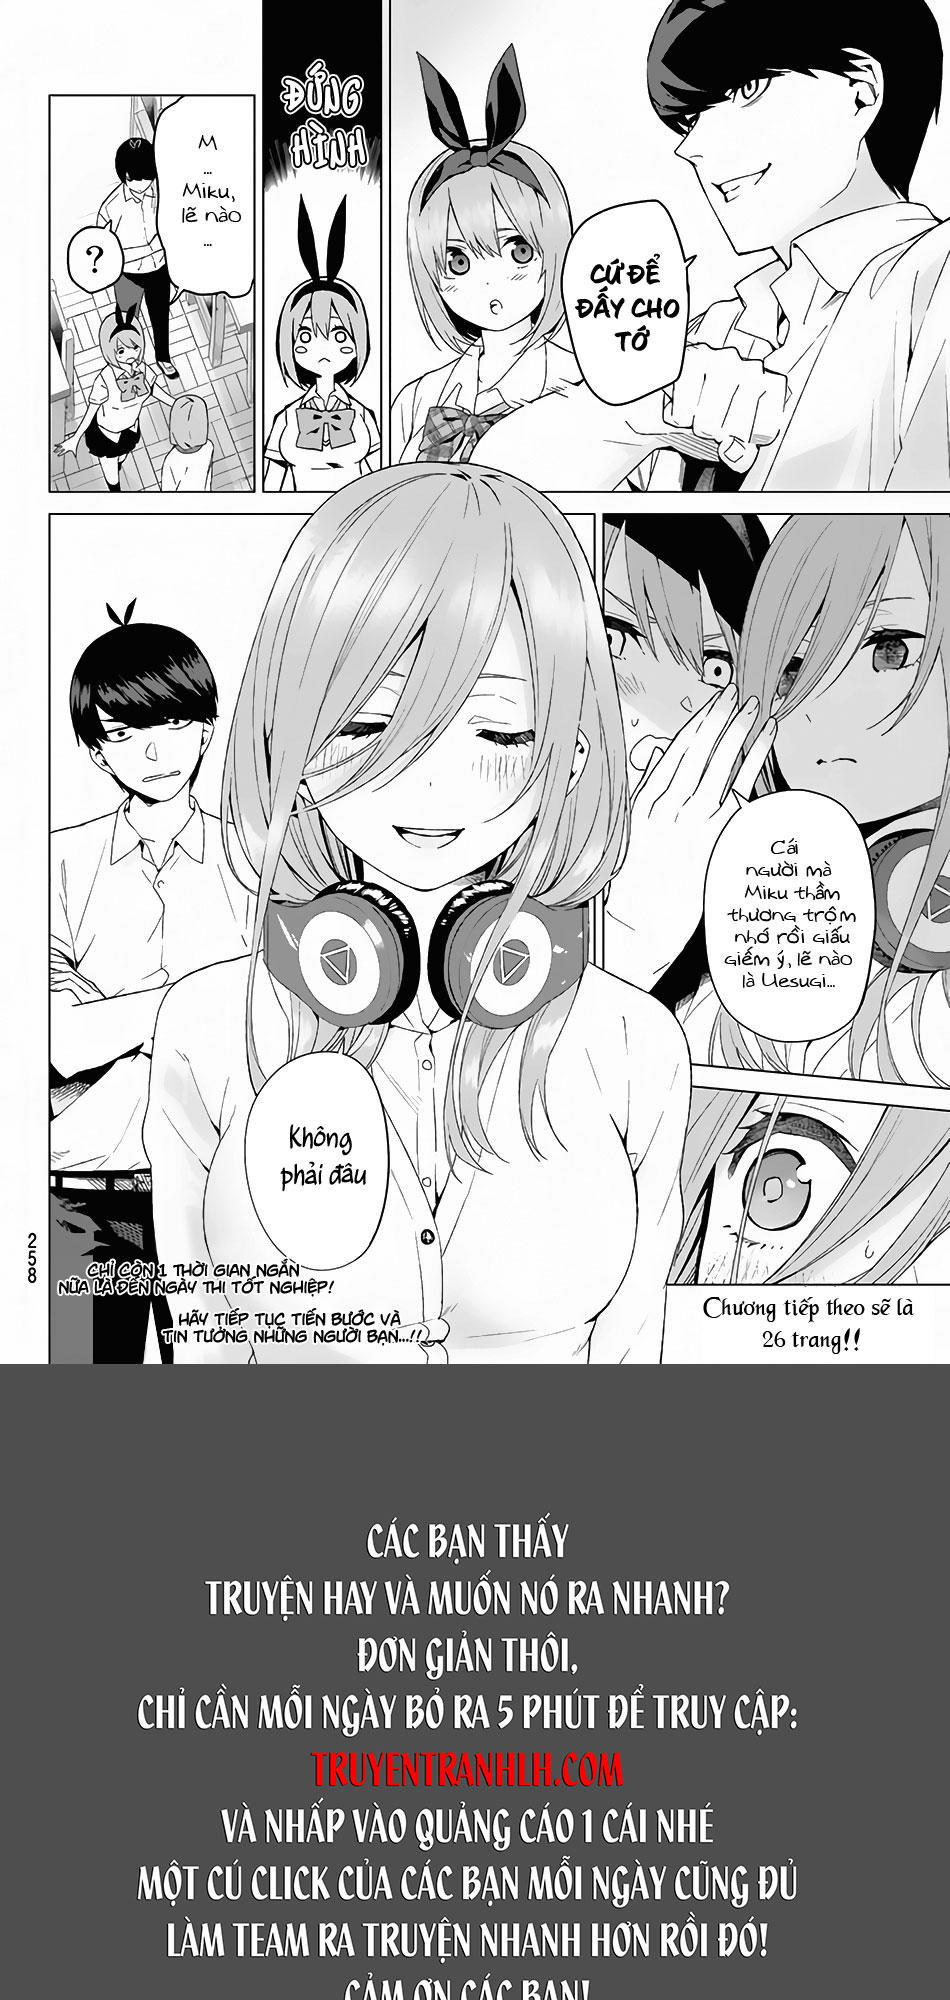 CỨ ĐỂ
ĐẤY CHO
TỚ
ĐỨNG
HÌNH
M
...
Miku,
lẽ nào
...
?
Cái
người mà
Miku thầm
thương trộm
nhớ rồi giấu
giếm ý, lẽ nào
là Uesugi...
Không
phải đâu
258
CHỈ CÒN 1 THỜI GIAN NGẮN
NỮA LÀ ĐẾN NGÀY THI TỐT NGHIỆP!
HÃY TIẾP TỤC TIẾN BƯỚC VÀ
TIN TƯỞNG NHỮNG NGƯỜI BẠN...!!
Chương tiếp theo sẽ là
26 trang!!
CÁC BẠN THẤY
TRUYỆN HAY VÀ MUỐN NÓ RA NHANH?
ĐƠN GIẢN THÔI,
CHỈ CẦN MỖI NGÀY BỎ RA 5 PHÚT ĐỂ TRUY CẬP:
TRUYENTRANHLH.COM
VÀ NHẤP VÀO QUẢNG CÁO 1 CÁI NHÉ
MỘT CÚ CLICK CỦA CÁC BẠN MỖI NGÀY CŨNG ĐỦ
LÀM TEAM RA TRUYỆN NHANH HƠN RỒI ĐÓ!
CẢM ƠN CÁC BẠN!